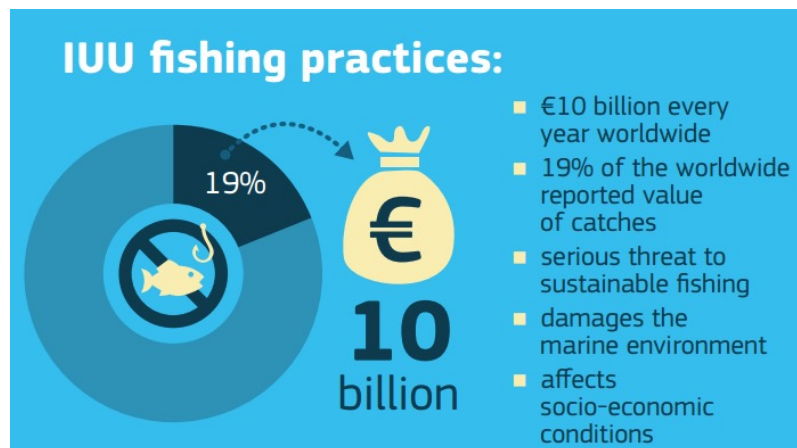 IUU fishing practices:
19%
€
10
billion
€10 billion every
year worldwide
19% of the worldwide
reported value
of catches
serious threat to
sustainable fishing
damages the
marine environment
affects
socio-economic
conditions